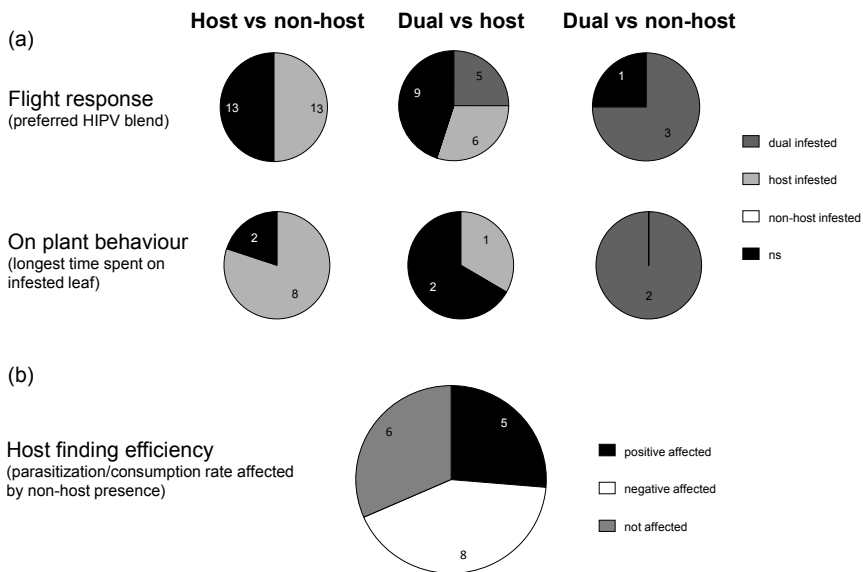 Host vs non-host
Dual vs host
Dual vs non-host
(a)
Flight response
(preferred HIPV blend)
13
13
9
5
6
1
3
dual infested
host infested
non-host infested
ns
On plant behaviour
(longest time spent on
infested leaf)
2
8
1
2
2
(b)
Host finding efficiency
(parasitization/consumption rate affected
by non-host presence)
6
5
8
positive affected
negative affected
not affected